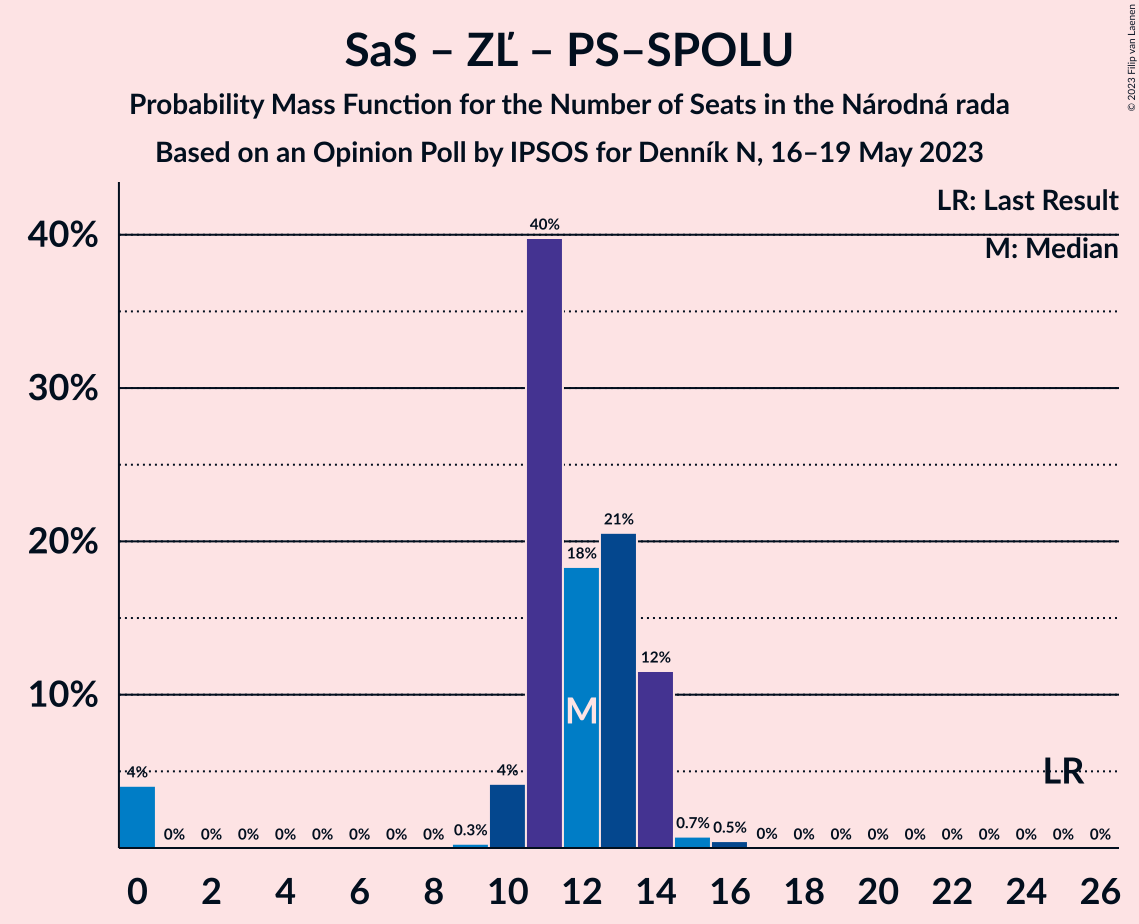 SaS – ZĽ – PS–SPOLU
Probability Mass Function for the Number of Seats in the Národná rada
Based on an Opinion Poll by IPSOS for Denník N, 16–19 May 2023
© 2023 Filip van Laenen
LR: Last Result
M: Median
40%
30%
20%
10%
4% 0% 0% 0% 0% 0% 0% 0% 0% 0.3% 4% 40% 18% 21% 12% 0.7% 0.5% 0% 0% 0% 0% 0% 0% 0% 0% 0% 0%
M
LR
0 2 4 6 8 10 12 14 16 18 20 22 24 26